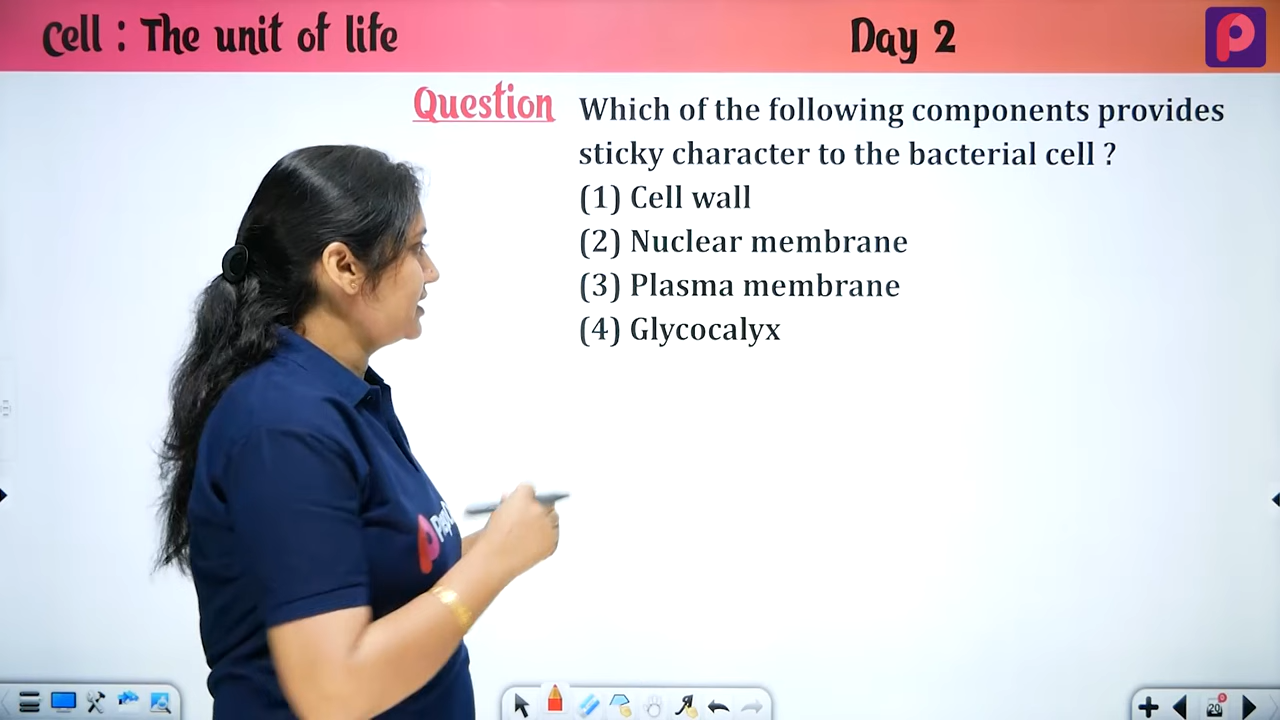 Cell : The unit of life
Day 2
Question
Which of the following components provides
sticky character to the bacterial cell ?
(1) Cell wall
(2) Nuclear membrane
(3) Plasma membrane
(4) Glycocalyx
20